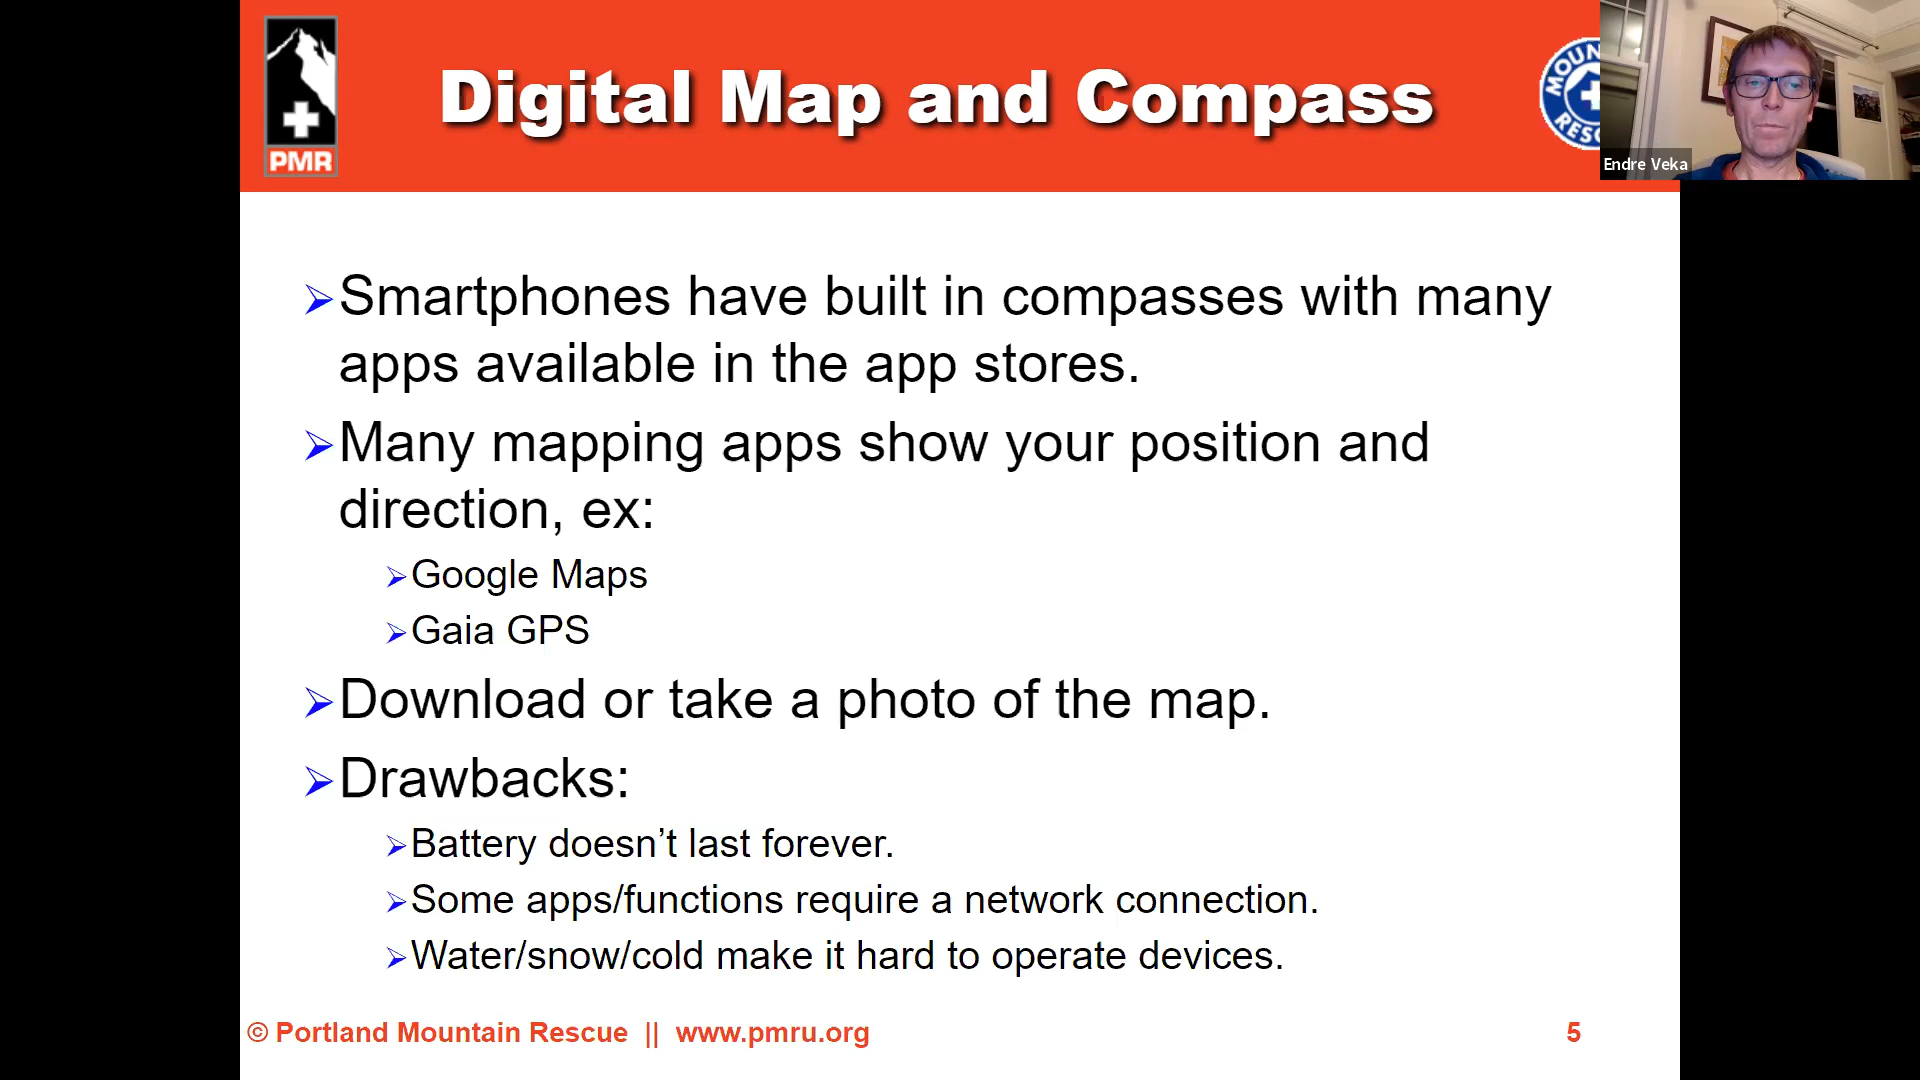 PMR
Digital Map and Compass
MOUN
RESC
Endre Veka
Smartphones have built in compasses with many
apps available in the app stores.
Many mapping apps show your position and
direction, ex:
Google Maps
Gaia GPS
Download or take a photo of the map.
Drawbacks:
Battery doesn’t last forever.
Some apps/functions require a network connection.
Water/snow/cold make it hard to operate devices.
© Portland Mountain Rescue || www.pmru.org
5